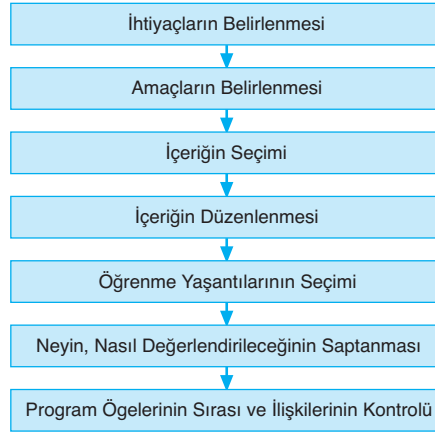 İhtiyaçların Belirlenmesi
Amaçların Belirlenmesi
İçeriğin Seçimi
İçeriğin Düzenlenmesi
Öğrenme Yaşantılarının Seçimi
Neyin, Nasıl Değerlendirileceğinin Saptanması
Program Ögelerinin Sırası ve İlişkilerinin Kontrolü